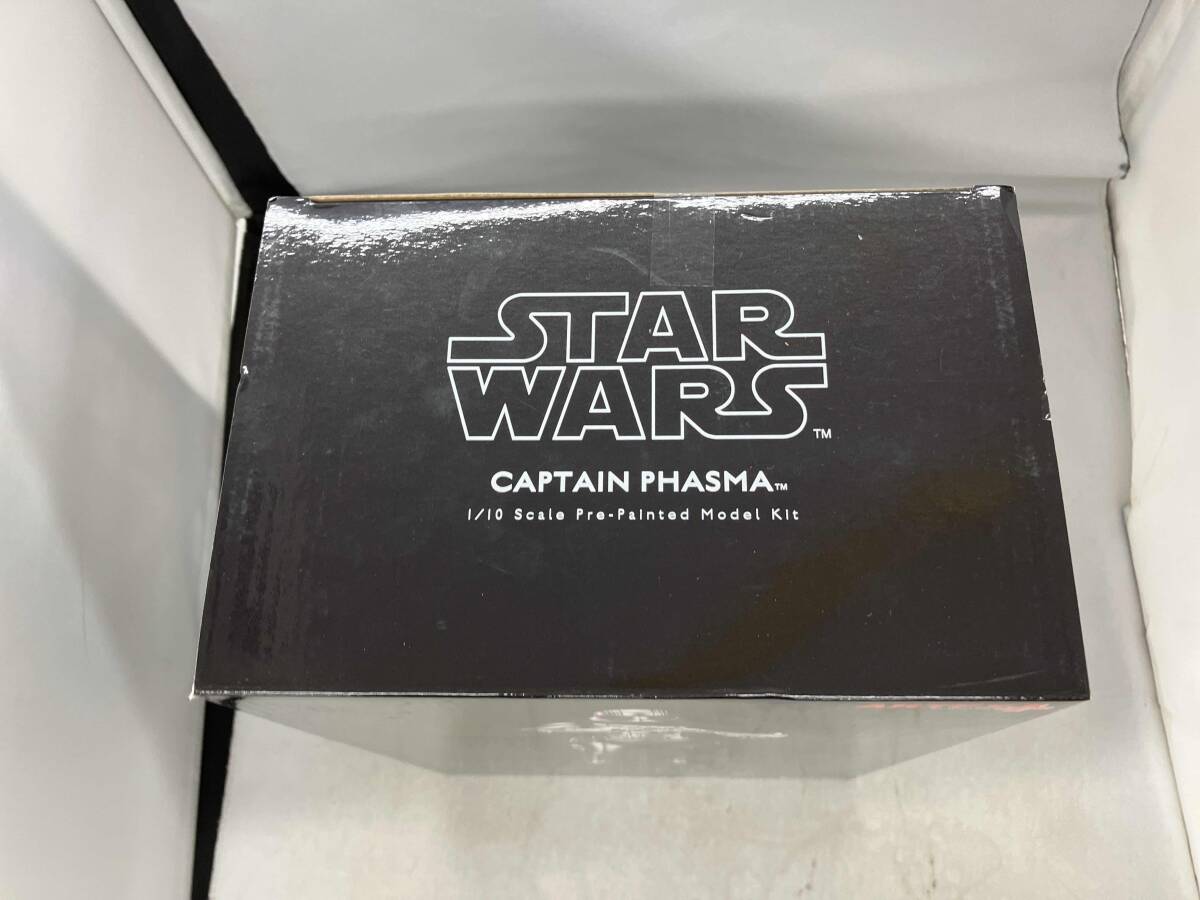 STAR
WARS™
CAPTAIN PHASMA™
1/10 Scale Pre-Painted Model Kit